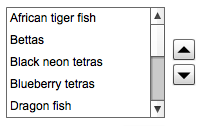 African tiger fish
Bettas
Black neon tetras
Blueberry tetras
Dragon fish